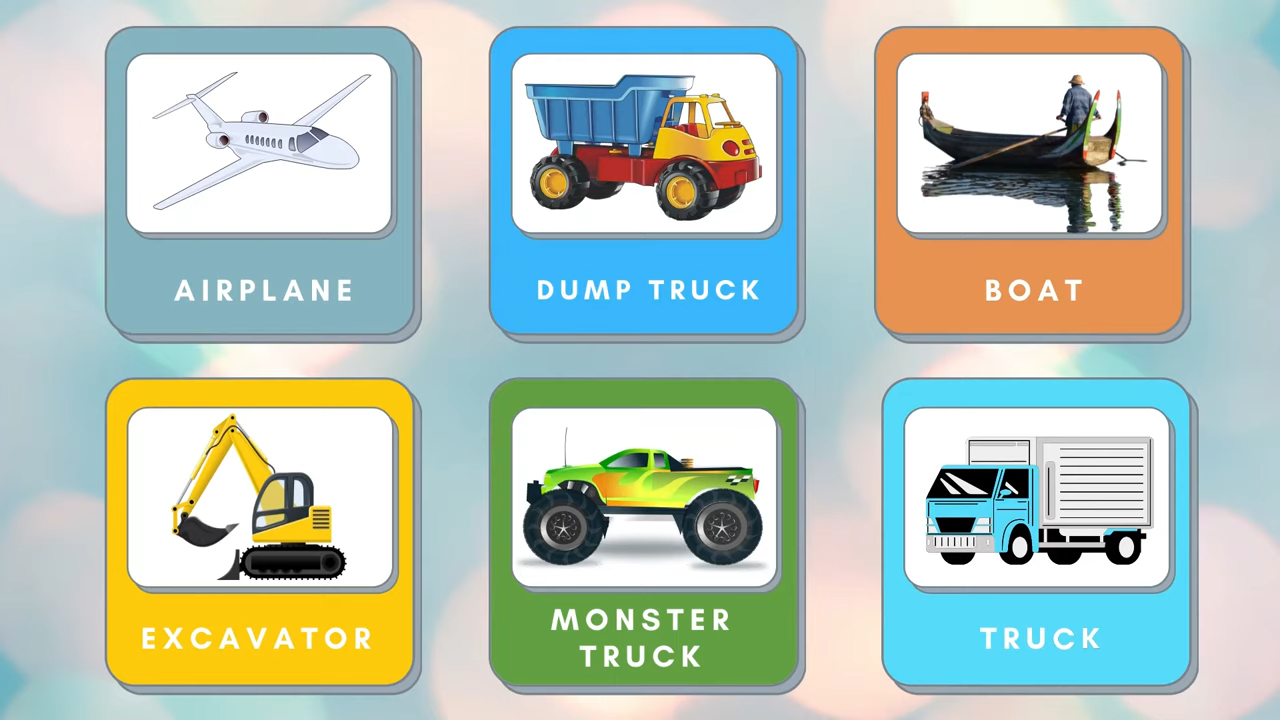 AIRPLANE
DUMP TRUCK
BOAT
EXCAVATOR
MONSTER
TRUCK
TRUCK